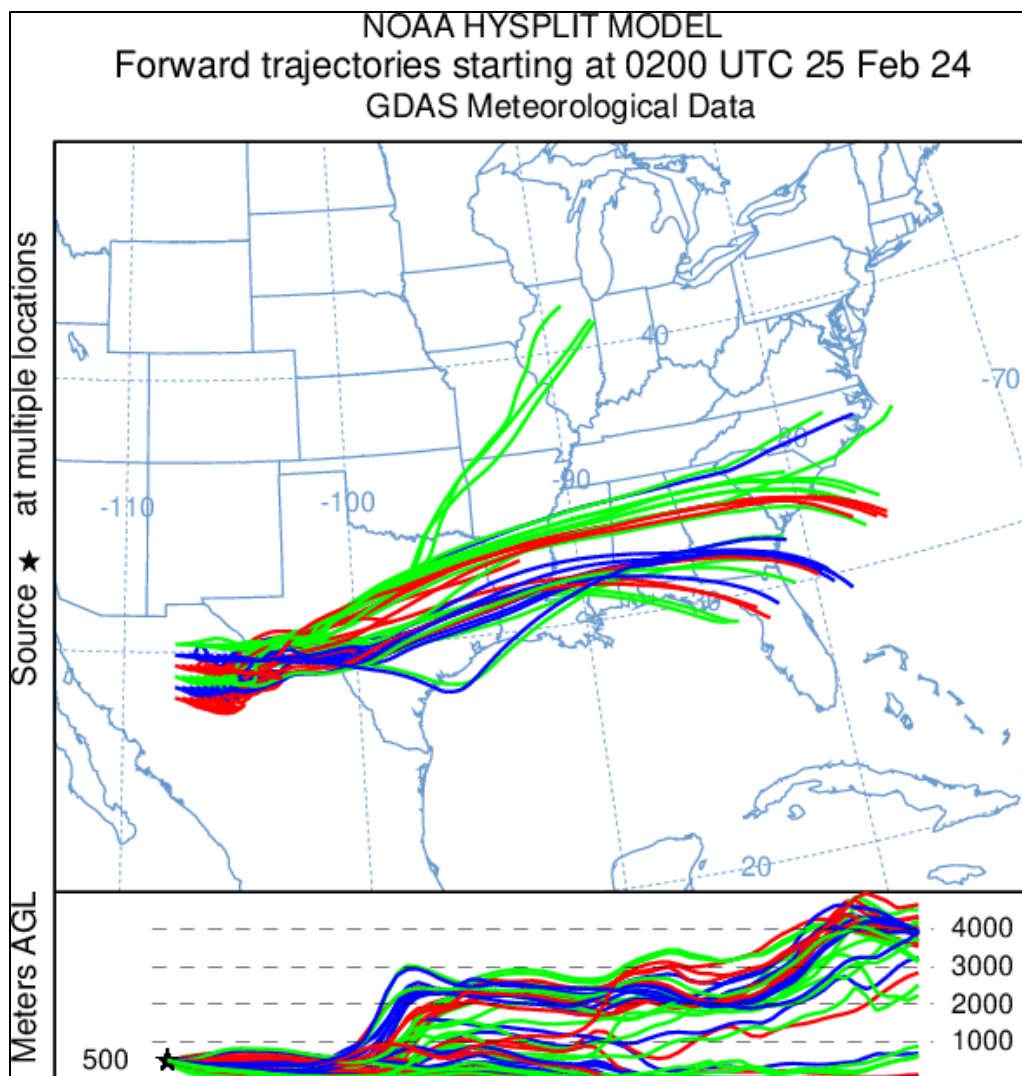 NOAA HYSPLIT MODEL
Forward trajectories starting at 0200 UTC 25 Feb 24
GDAS Meteorological Data
Source ★ at multiple locations
40
-70
-110
-100
-90
-80
30
20
Meters AGL
500
4000
3000
2000
1000